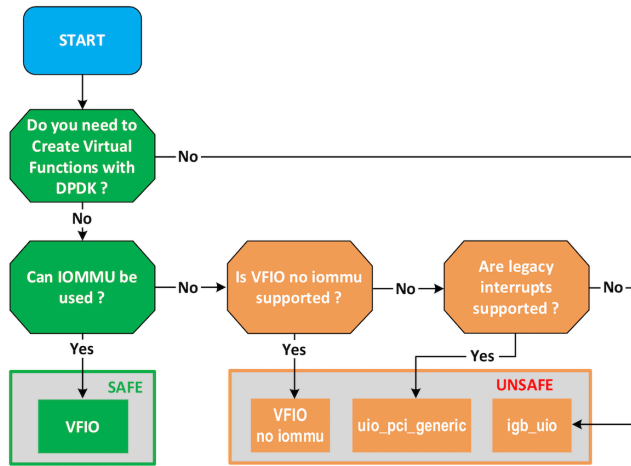 START
Do you need to
Create Virtual
Functions with
DPDK ?
No
No
Can IOMMU be
used ?
No
Is VFIO no iommu
supported ?
No
Are legacy
interrupts
supported ?
No
Yes
Yes
Yes
SAFE
VFIO
UNSAFE
VFIO
no iommu
uio_pci_generic
igb_uio